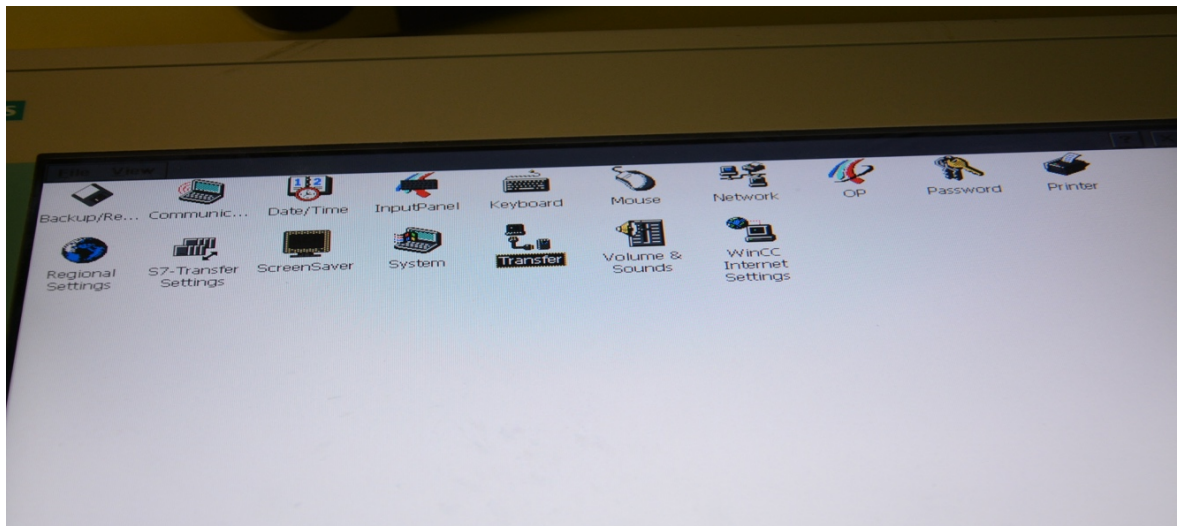 S
File View
Backup/Re...
Communic...
Date/Time
InputPanel
Keyboard
Mouse
Network
OP
Password
Printer
Regional
Settings
S7-Transfer
Settings
ScreenSaver
System
Transfer
Volume &
Sounds
WinCC
Internet
Settings